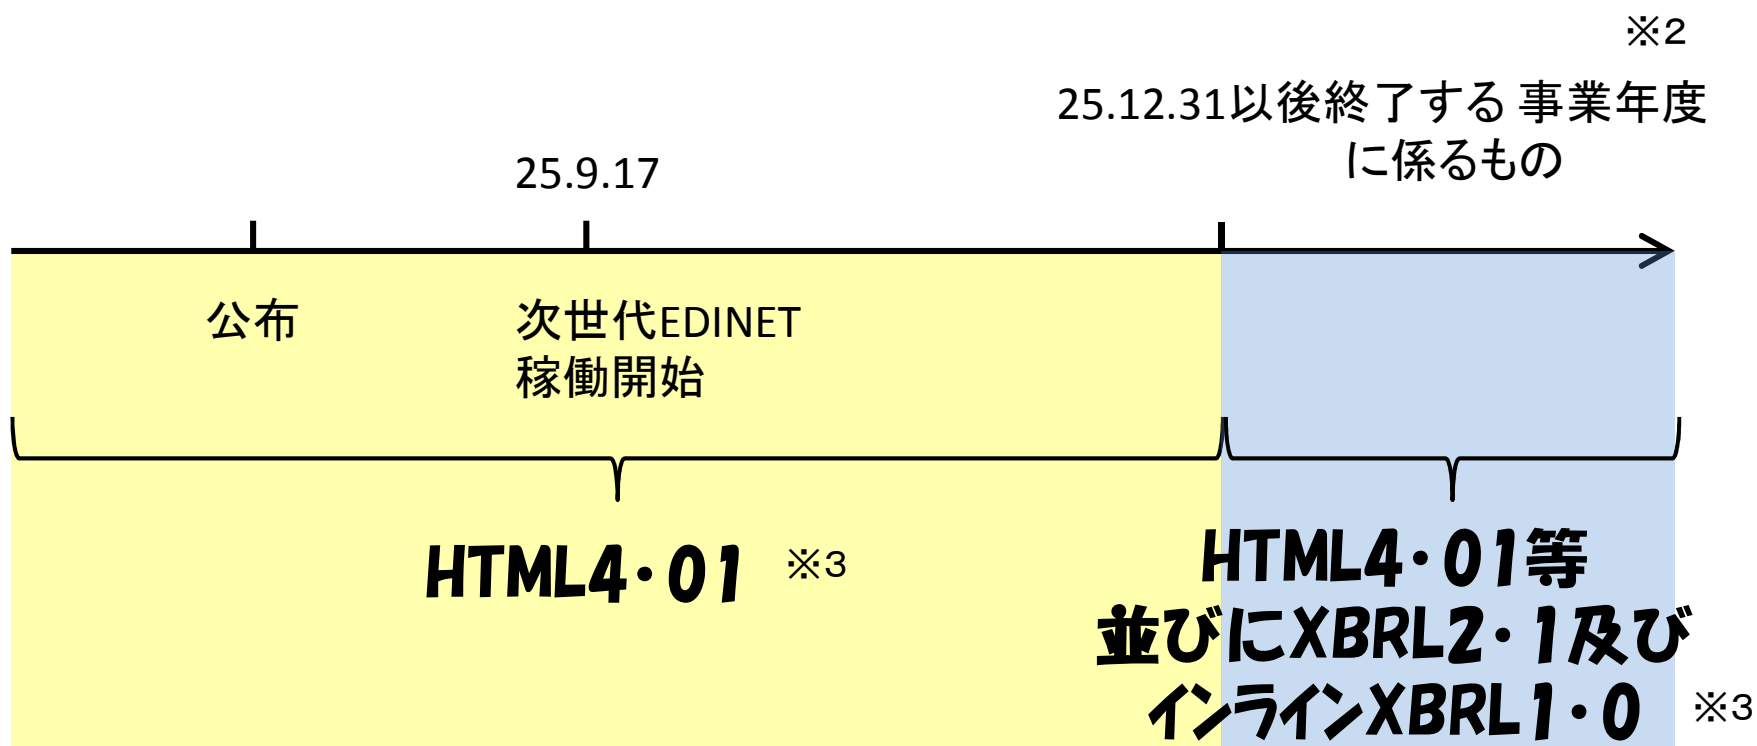 ※2
25.12.31以後終了する 事業年度
に係るもの
25.9.17
公布
次世代EDINET
稼働開始
HTML4・01 ※3
HTML4・01等
並びにXBRL2・1及び
インラインXBRL1・0 ※3